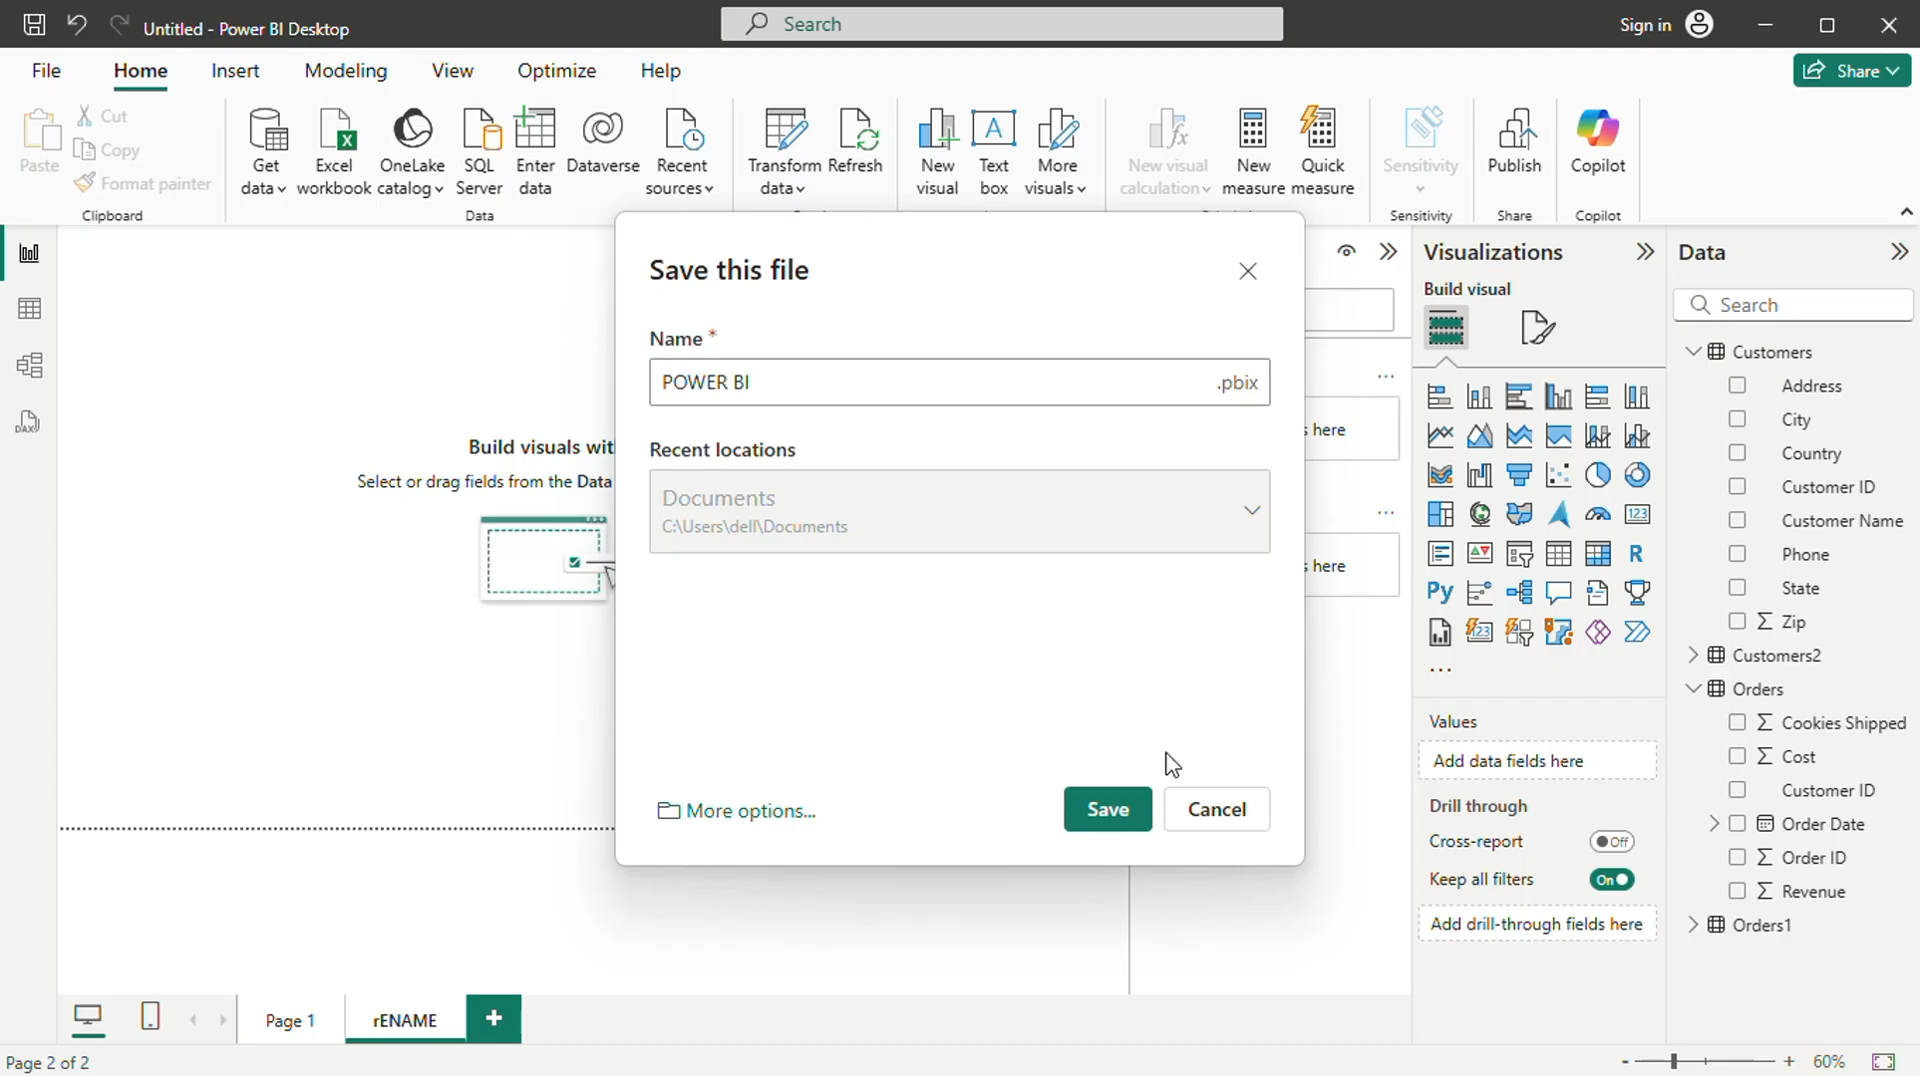 Untitled - Power BI Desktop
Search
Sign in
File
Home
Insert
Modeling
View
Optimize
Help
Share
Paste
Cut
Copy
Format painter
Clipboard
Get data
Excel workbook
OneLake catalog
SQL Server
Enter data
Dataverse
Recent sources
Data
Transform data
Refresh
New visual
Text box
More visuals
New visual calculation
New measure
Quick measure
Sensitivity
Sensitivity
Publish
Share
Copilot
Copilot
DAX
Build visuals wit
Select or drag fields from the Data
Save this file
Name *
POWER BI
.pbix
Recent locations
Documents
C:\Users\dell\Documents
More options...
Save
Cancel
s here
s here
Visualizations
Build visual
123
R
Py
123
Values
Add data fields here
Drill through
Cross-report
Off
Keep all filters
On
Add drill-through fields here
Data
Search
Customers
Address
City
Country
Customer ID
Customer Name
Phone
State
Zip
Customers2
Orders
Cookies Shipped
Cost
Customer ID
Order Date
Order ID
Revenue
Orders1
Page 1
rENAME
Page 2 of 2
60%